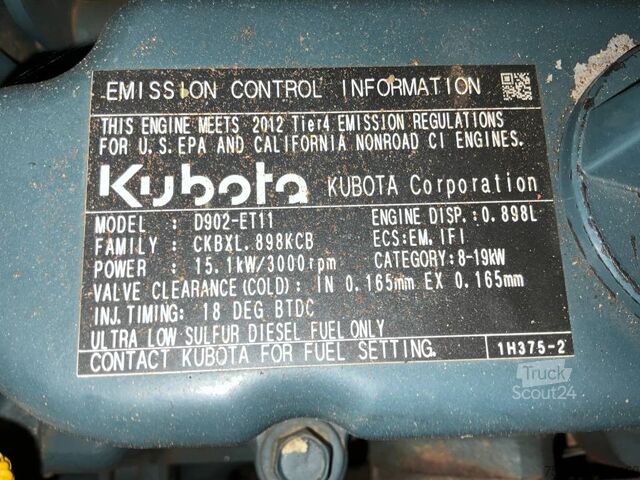 EMISSION CONTROL INFORMATION
THIS ENGINE MEETS 2012 Tier4 EMISSION REGULATIONS
FOR U.S.EPA AND CALIFORNIA NONROAD CI ENGINES.
Kubota KUBOTA Corporation
MODEL : D902-ET11 ENGINE DISP.:0.898L
FAMILY : CKBXL.898KCB ECS:EM,IFI
POWER : 15.1kW/3000rpm CATEGORY:8-19kW
VALVE CLEARANCE(COLD): IN 0.165mm EX 0.165mm
INJ.TIMING: 18 DEG BTDC
ULTRA LOW SULFUR DIESEL FUEL ONLY
CONTACT KUBOTA FOR FUEL SETTING. 1H375-2
Truck
Scout24